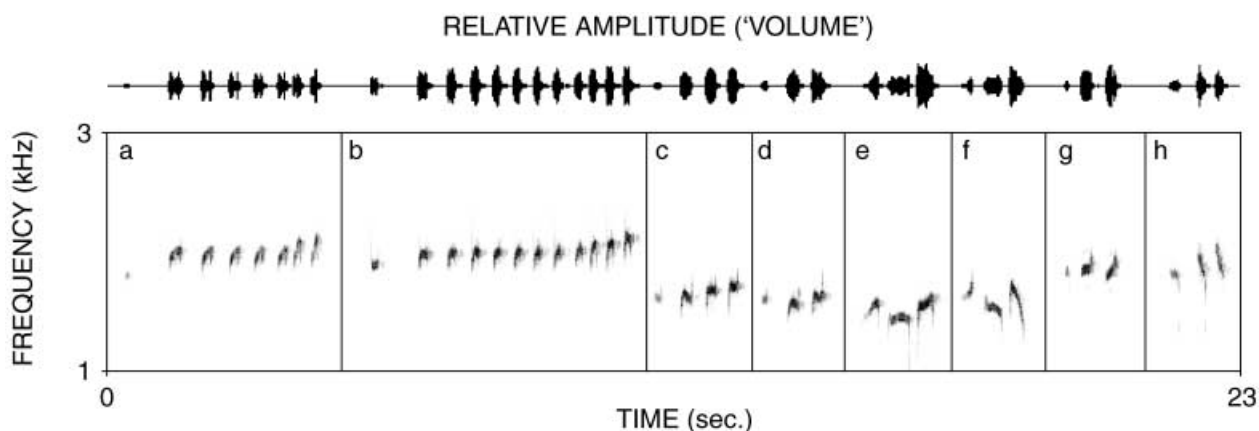 RELATIVE AMPLITUDE ('VOLUME')
3
a b c d e f g h
FREQUENCY (kHz)
1
0 23
TIME (sec.)